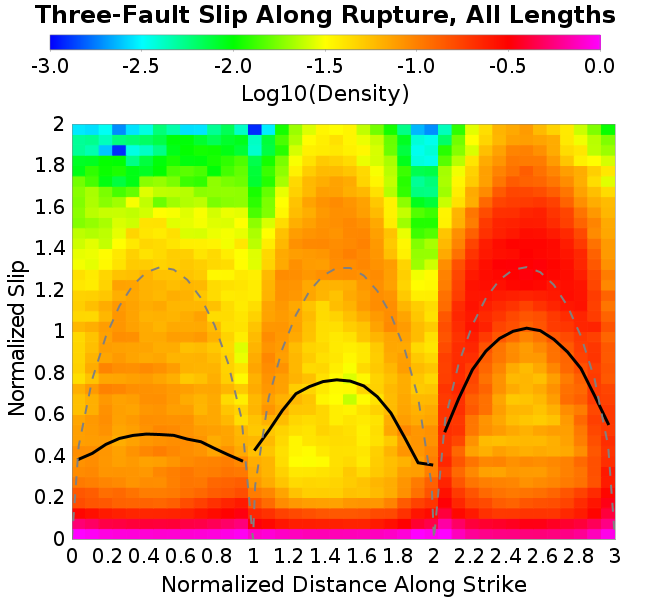 Three-Fault Slip Along Rupture, All Lengths
-3.0 -2.5 -2.0 -1.5 -1.0 -0.5 0.0
Log10(Density)
2
1.8
1.6
1.4
1.2
1
0.8
0.6
0.4
0.2
0
Normalized Slip
0 0.2 0.4 0.6 0.8 1 1.2 1.4 1.6 1.8 2 2.2 2.4 2.6 2.8 3
Normalized Distance Along Strike